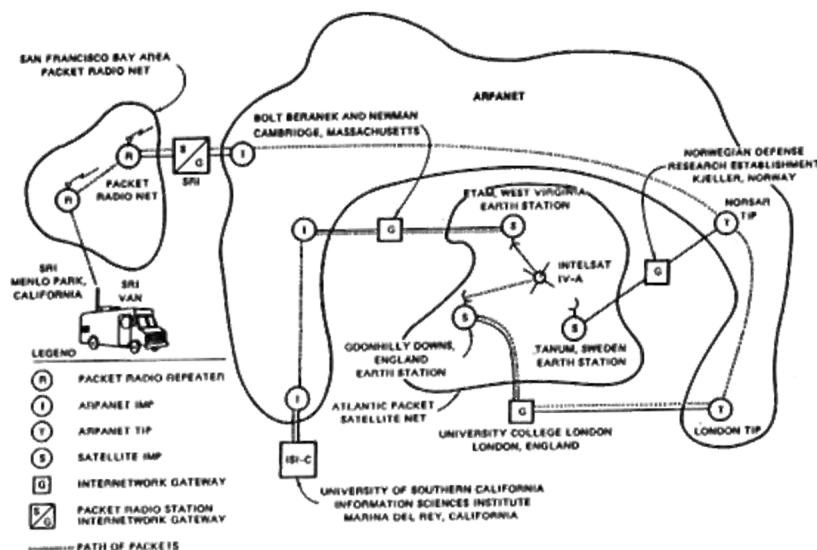 SAN FRANCISCO BAY AREA
PACKET RADIO NET
ARPANET
BOLT BERANEK AND NEWMAN
CAMBRIDGE, MASSACHUSETTS
NORWEGIAN DEFENSE
RESEARCH ESTABLISHMENT
KJELLER, NORWAY
R
S/G
I
SRI
PACKET
RADIO NET
R
ETAM, WEST VIRGINIA
EARTH STATION
NORSAR
TIP
T
I
G
S
SRI
MENLO PARK,
CALIFORNIA
SRI
VAN
INTELSAT
IV-A
G
S
S
GOONHILLY DOWNS,
ENGLAND
EARTH STATION
TANUM, SWEDEN
EARTH STATION
I
ATLANTIC PACKET
SATELLITE NET
G
T
UNIVERSITY COLLEGE LONDON
LONDON, ENGLAND
LONDON TIP
ISI-C
UNIVERSITY OF SOUTHERN CALIFORNIA
INFORMATION SCIENCES INSTITUTE
MARINA DEL REY, CALIFORNIA
LEGEND
R PACKET RADIO REPEATER
I ARPANET IMP
T ARPANET TIP
S SATELLITE IMP
G INTERNETWORK GATEWAY
S/G PACKET RADIO STATION
INTERNETWORK GATEWAY
PATH OF PACKETS